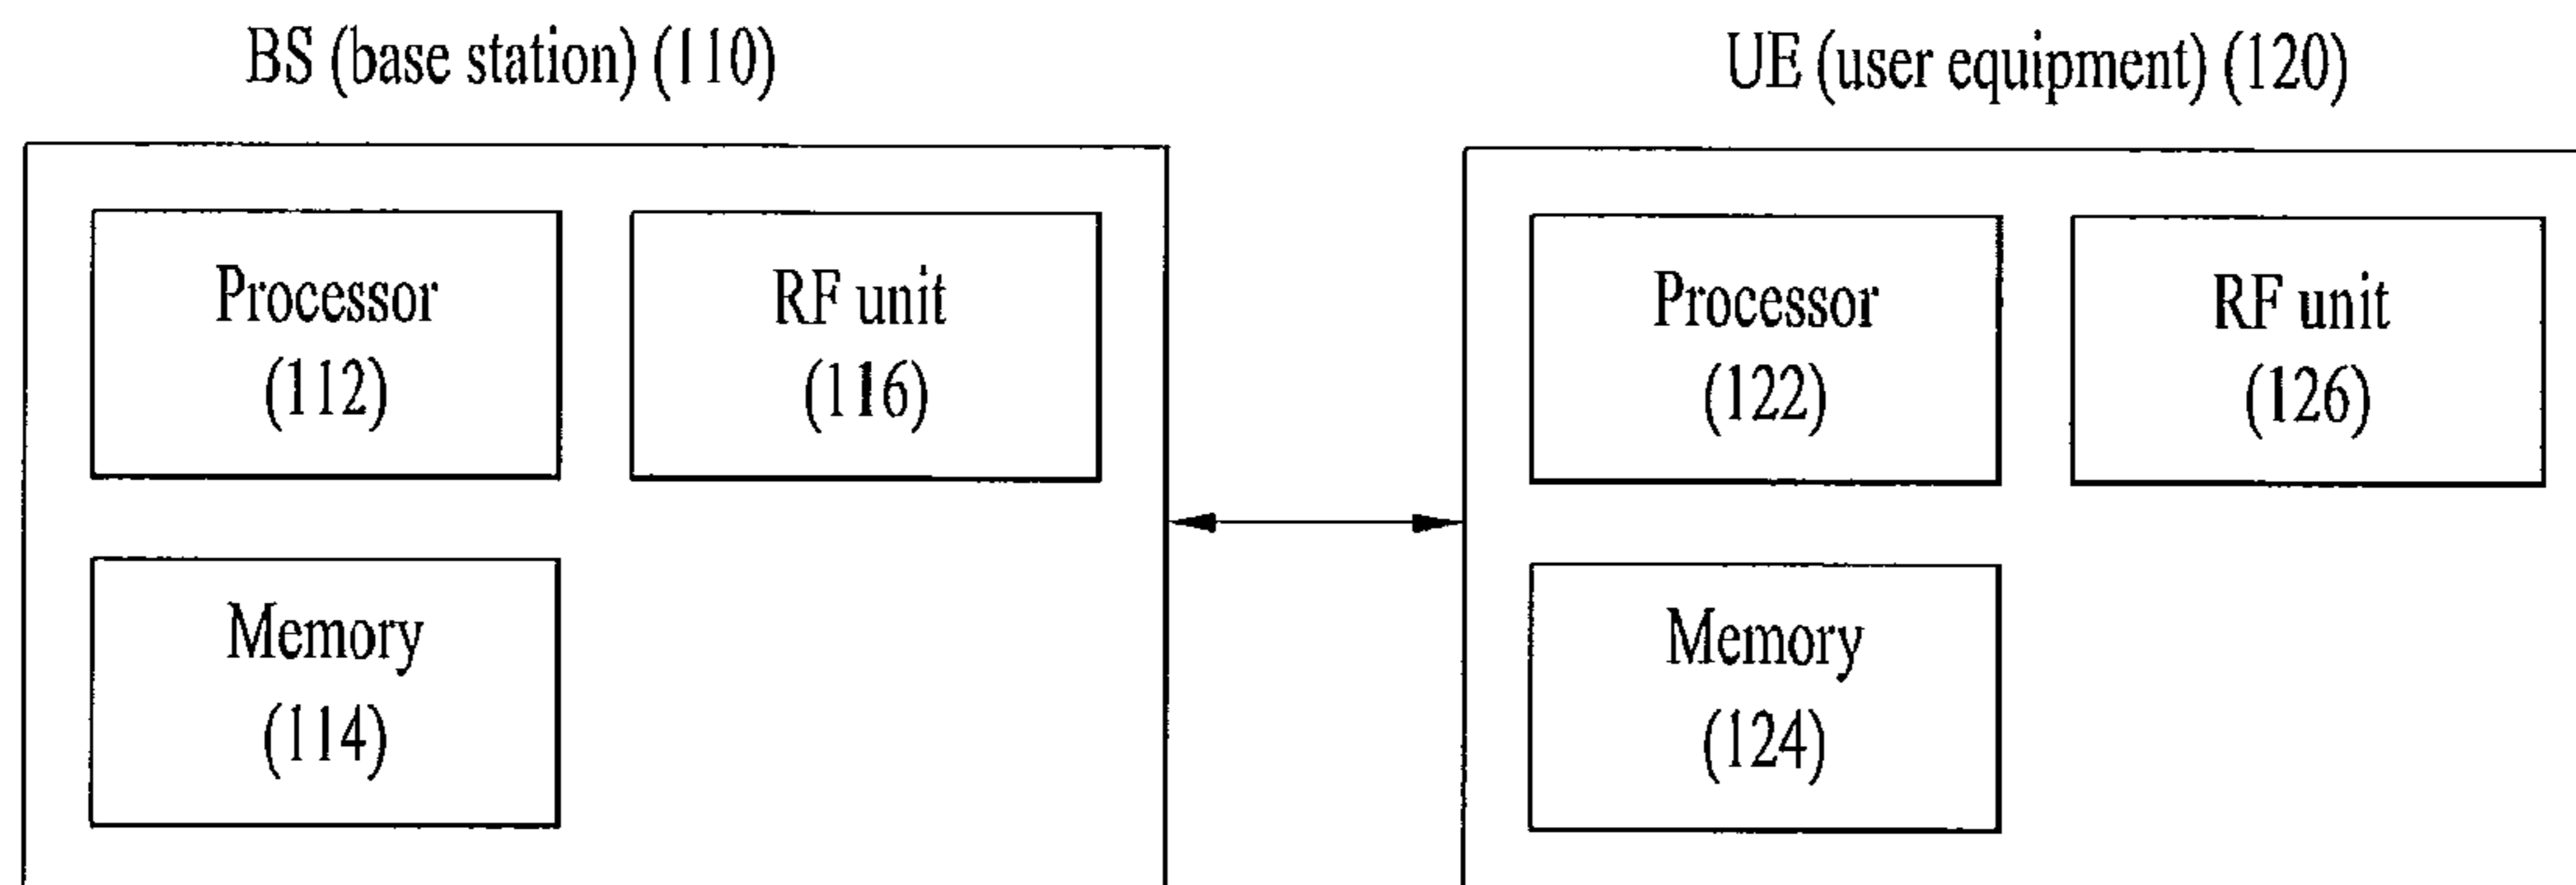 BS (base station) (110)
UE (user equipment) (120)
Processor
(112)
RF unit
(116)
Memory
(114)
Processor
(122)
RF unit
(126)
Memory
(124)